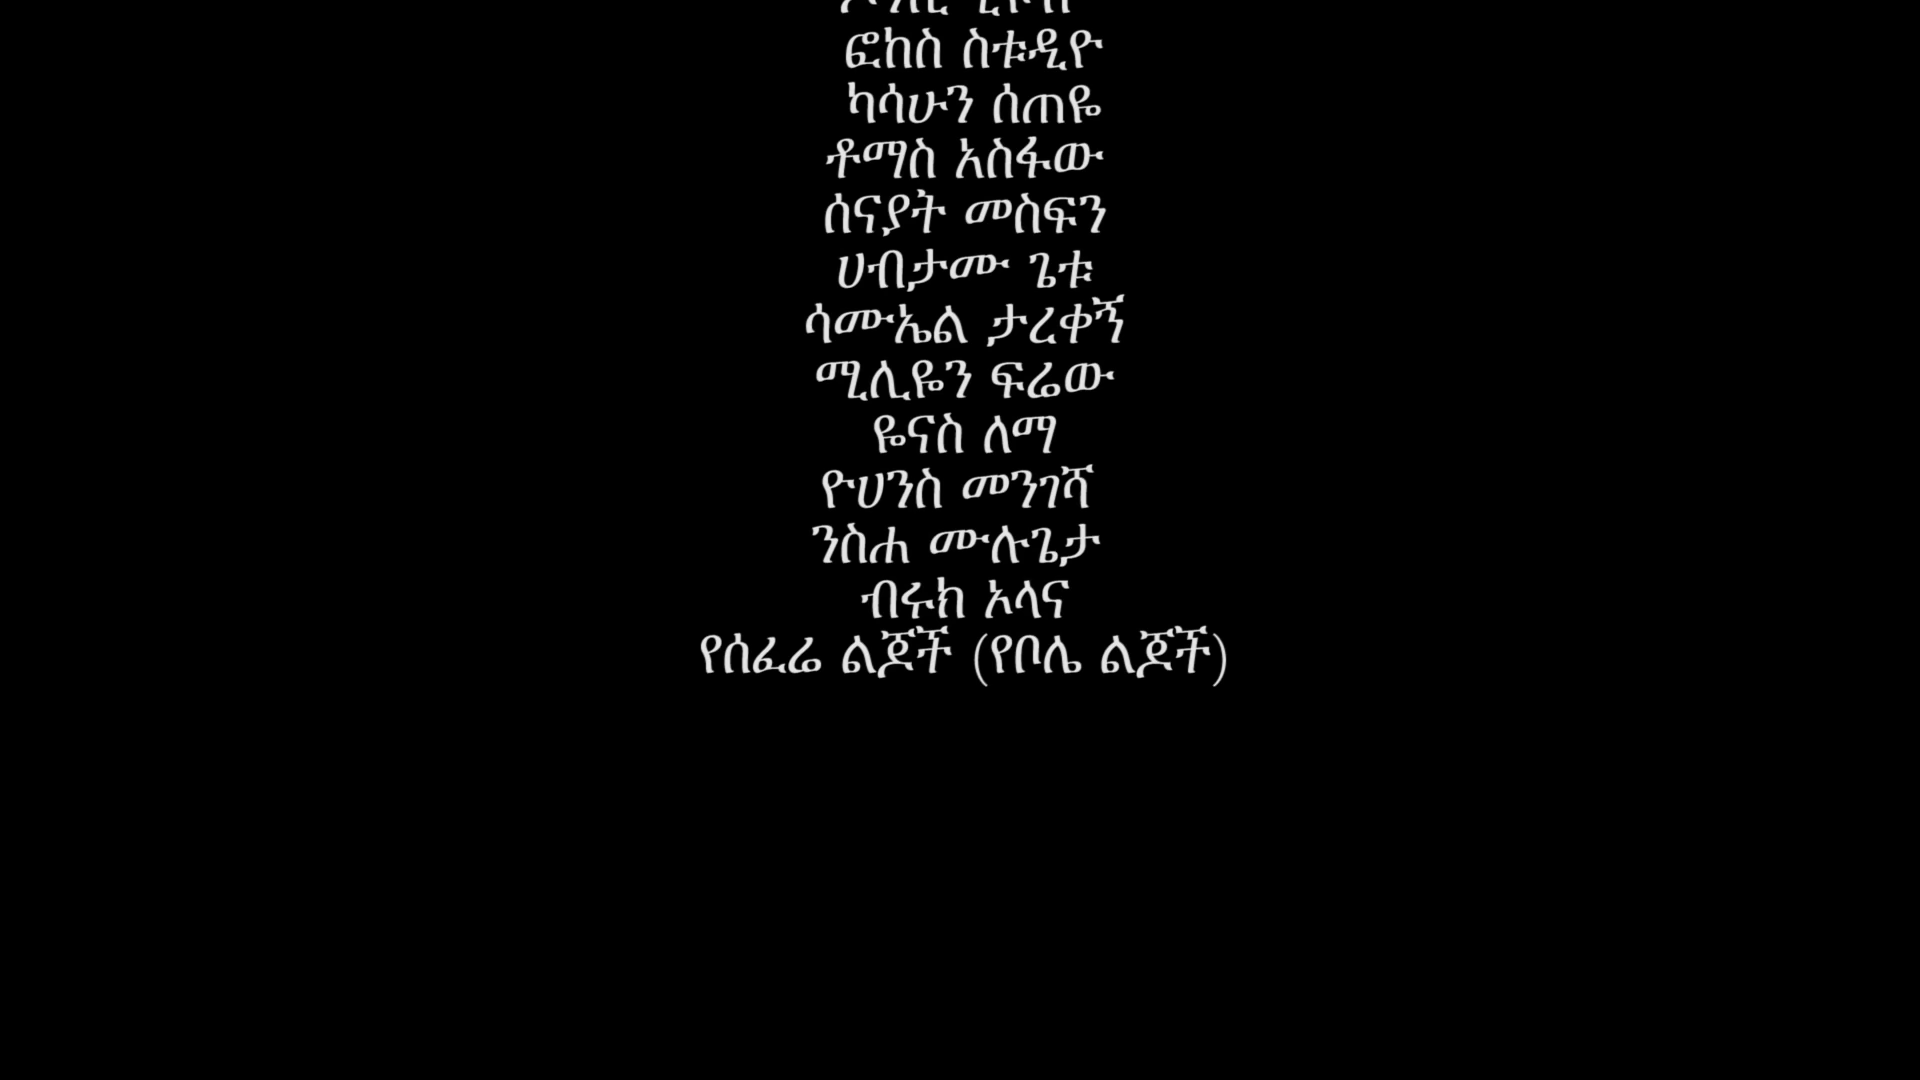 ፎከስ ስቱዲዮ
ካሳሁን ሰጠዬ
ቶማስ አስፋው
ሰናያት መስፍን
ሀብታሙ ጌቱ
ሳሙኤል ታረቀኝ
ሚሊዬን ፍሬው
ዬናስ ለማ
ዮሀንስ መንገሻ
ንስሐ ሙሉጌታ
ብሩክ ኦላና
የሰፈሬ ልጆች (የቦሌ ልጆች)